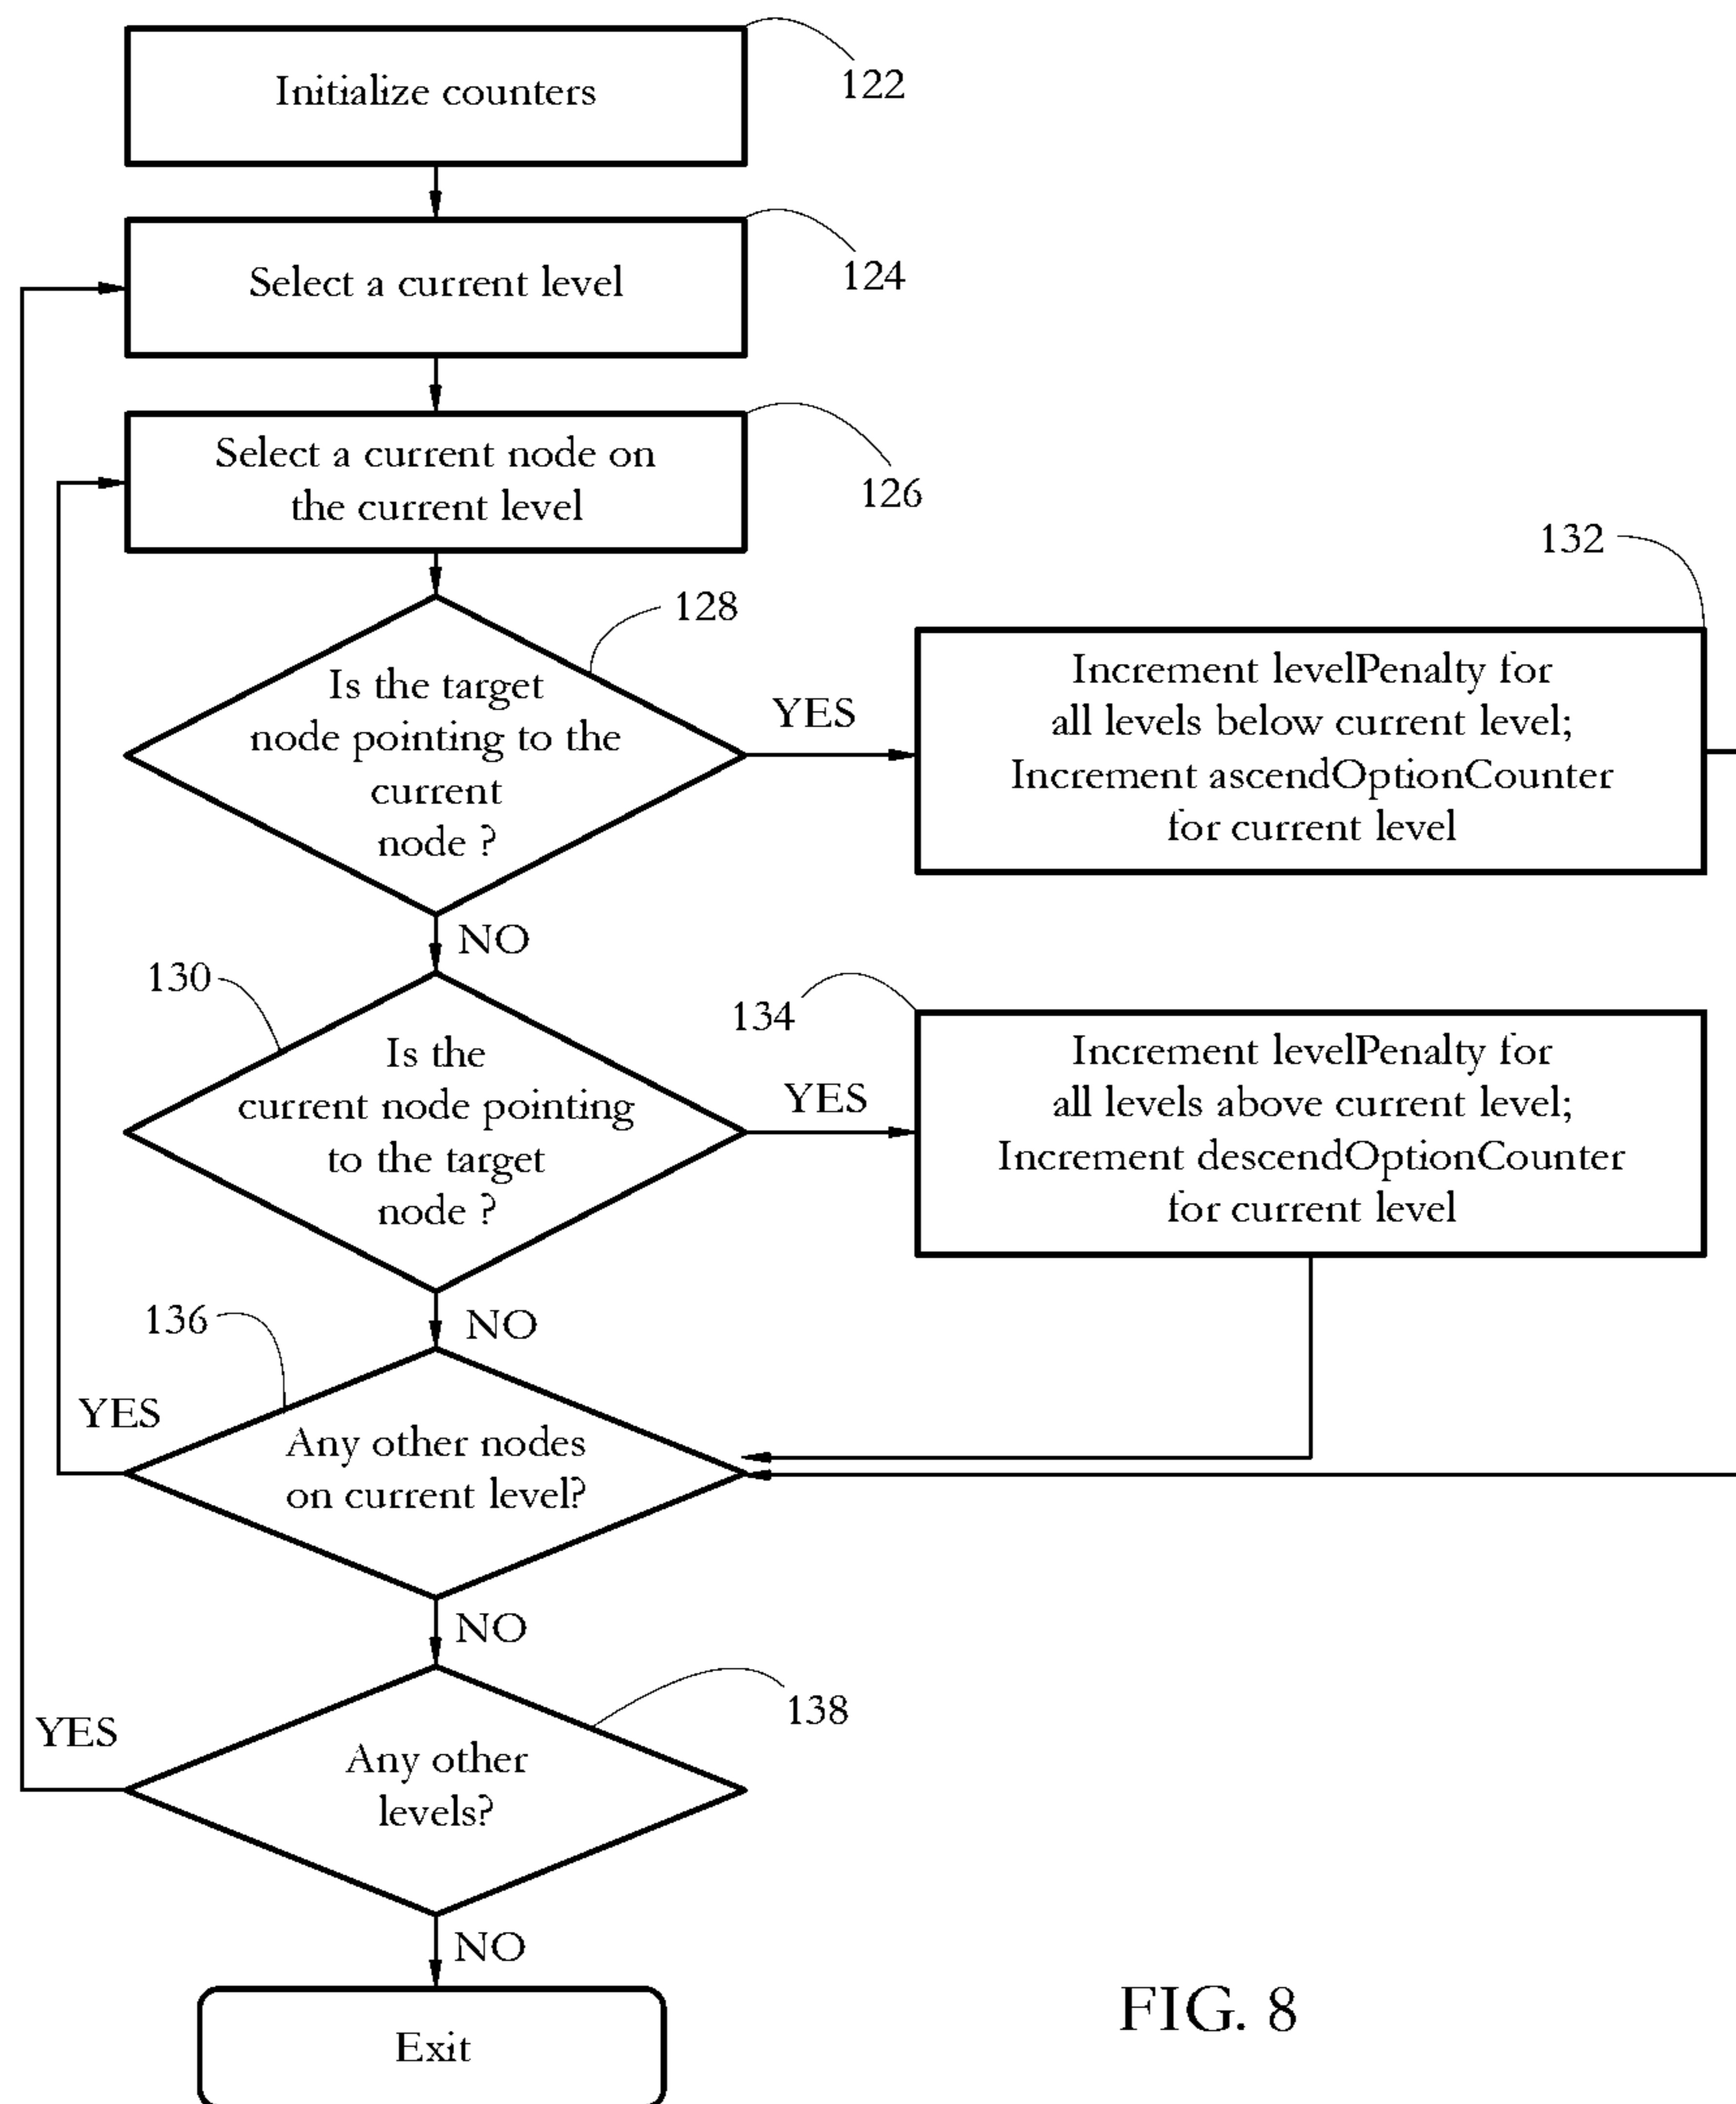 Initialize counters
122
Select a current level
124
Select a current node on
the current level
126
128
Is the target
node pointing to the
current
node ?
YES
132
Increment levelPenalty for
all levels below current level;
Increment ascendOptionCounter
for current level
NO
130
Is the
current node pointing
to the target
node ?
YES
134
Increment levelPenalty for
all levels above current level;
Increment descendOptionCounter
for current level
NO
136
YES
Any other nodes
on current level?
NO
138
YES
Any other
levels?
NO
Exit
FIG. 8